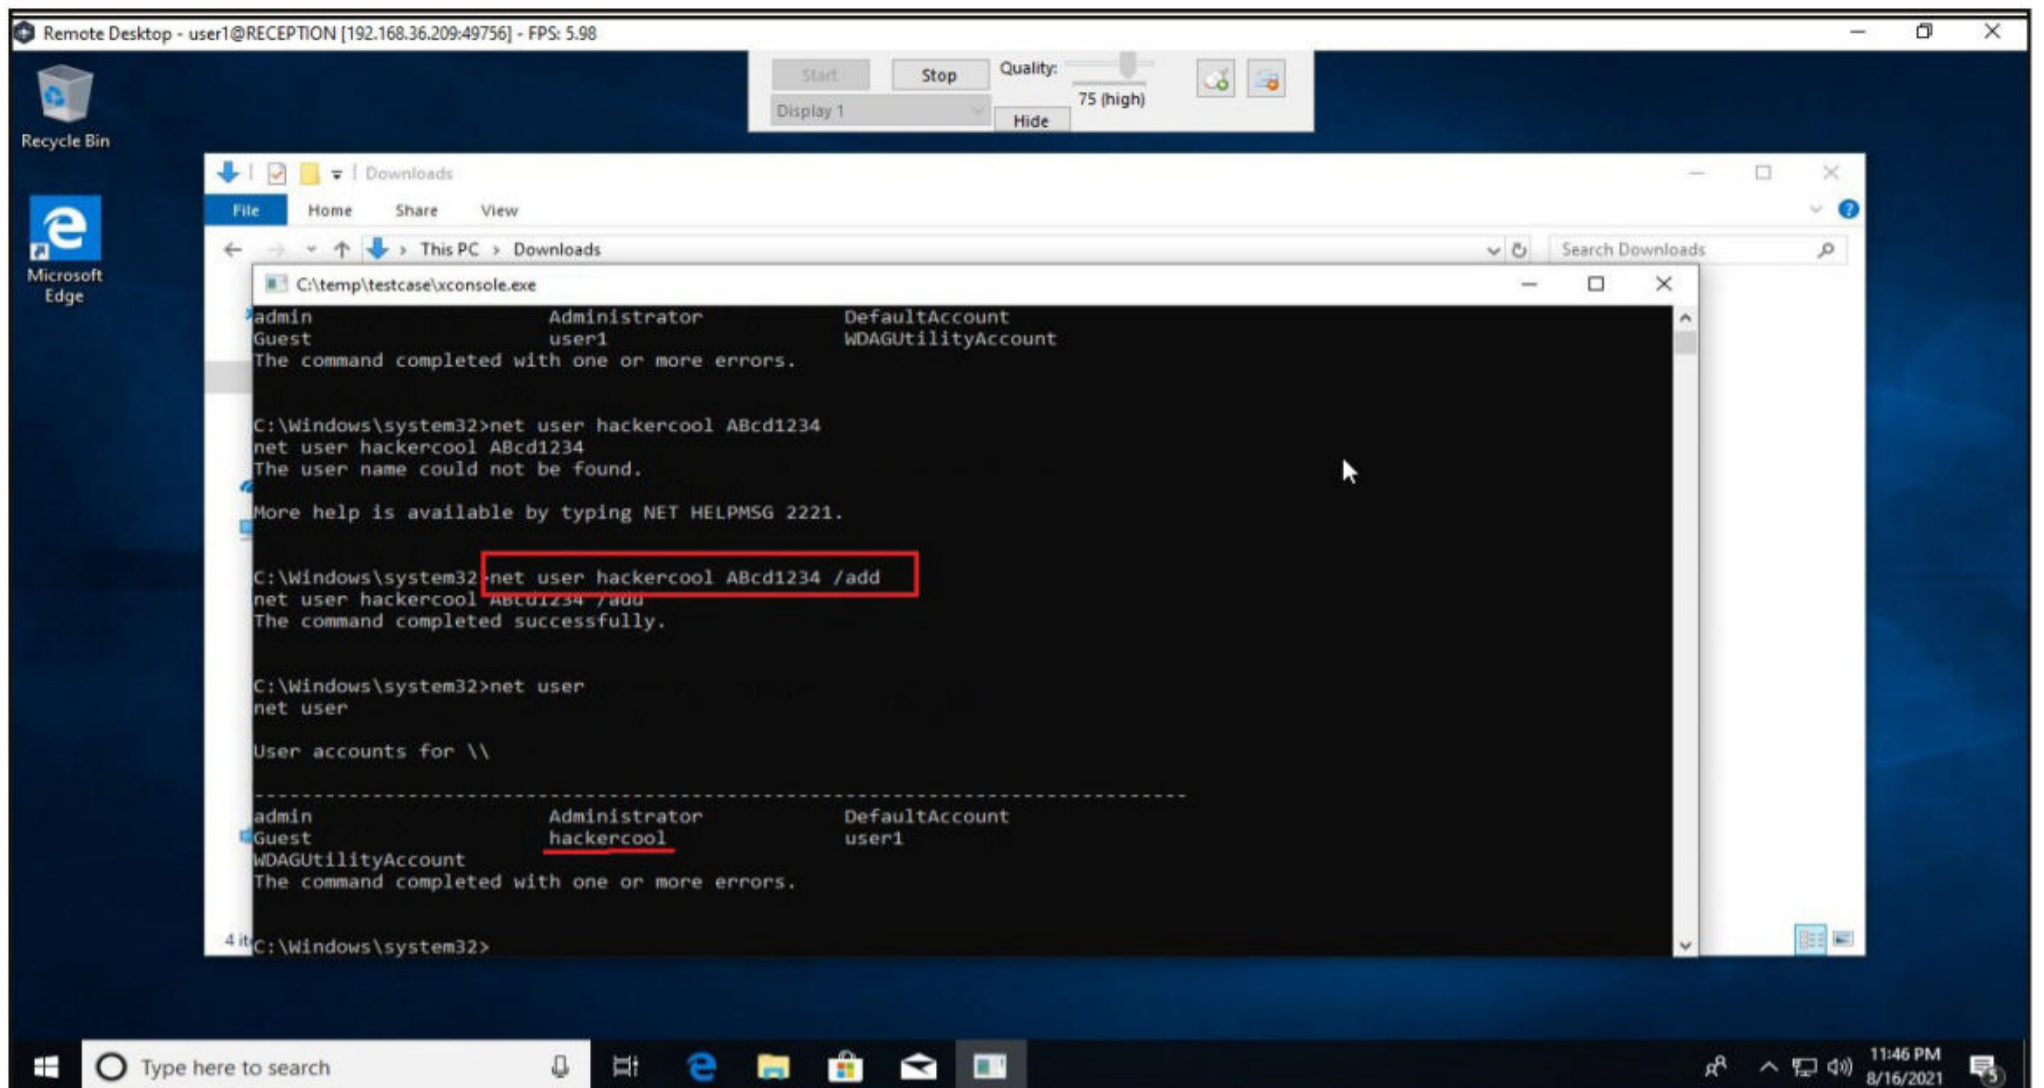 Remote Desktop - user1@RECEPTION [192.168.36.209:49756] - FPS: 5.98
Start
Stop
Quality:
75 (high)
Display 1
Hide
Recycle Bin
Microsoft
Edge
Downloads
File Home Share View
This PC > Downloads
Search Downloads
C:\temp\testcase\xconsole.exe
admin Administrator DefaultAccount
Guest user1 WDAGUtilityAccount
The command completed with one or more errors.
C:\Windows\system32>net user hackercool ABcd1234
net user hackercool ABcd1234
The user name could not be found.
More help is available by typing NET HELPMSG 2221.
C:\Windows\system32>net user hackercool ABcd1234 /add
net user hackercool ABcd1234 /add
The command completed successfully.
C:\Windows\system32>net user
net user
User accounts for \\
-------------------------------------------------------------------------------
admin Administrator DefaultAccount
Guest hackercool user1
WDAGUtilityAccount
The command completed with one or more errors.
4 it
C:\Windows\system32>
Type here to search
11:46 PM
8/16/2021
5